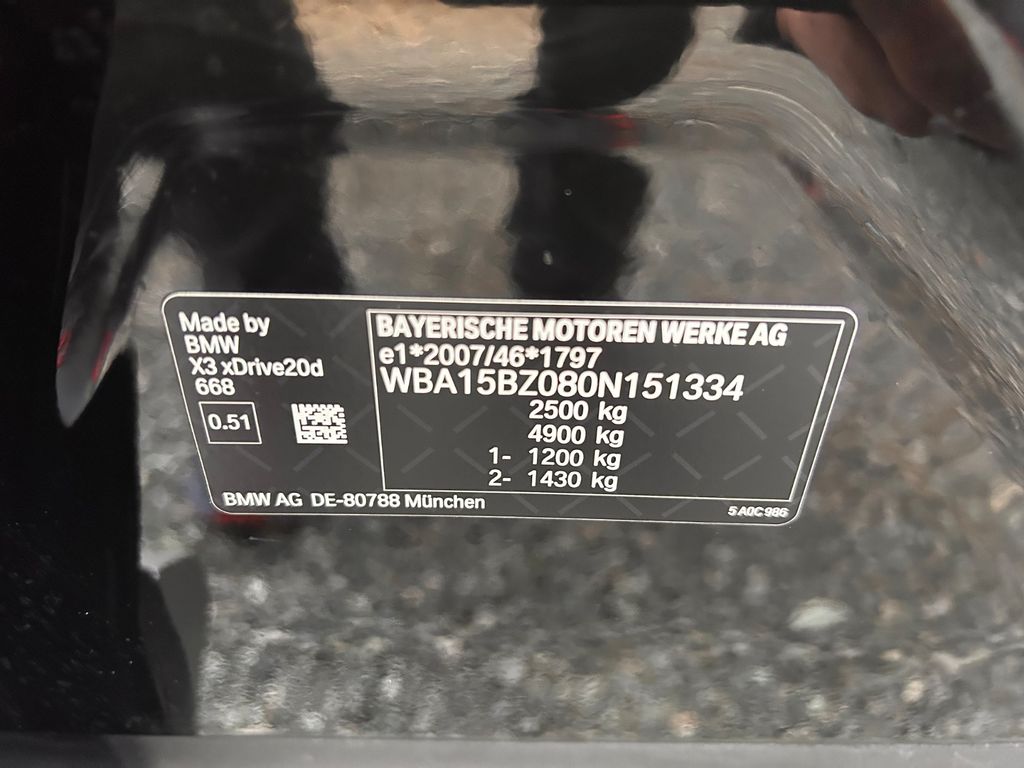 Made by
BMW
X3 xDrive20d
668
0.51
BAYERISCHE MOTOREN WERKE AG
e1*2007/46*1797
WBA15BZ080N151334
2500 kg
4900 kg
1- 1200 kg
2- 1430 kg
BMW AG DE-80788 München
5A0C986